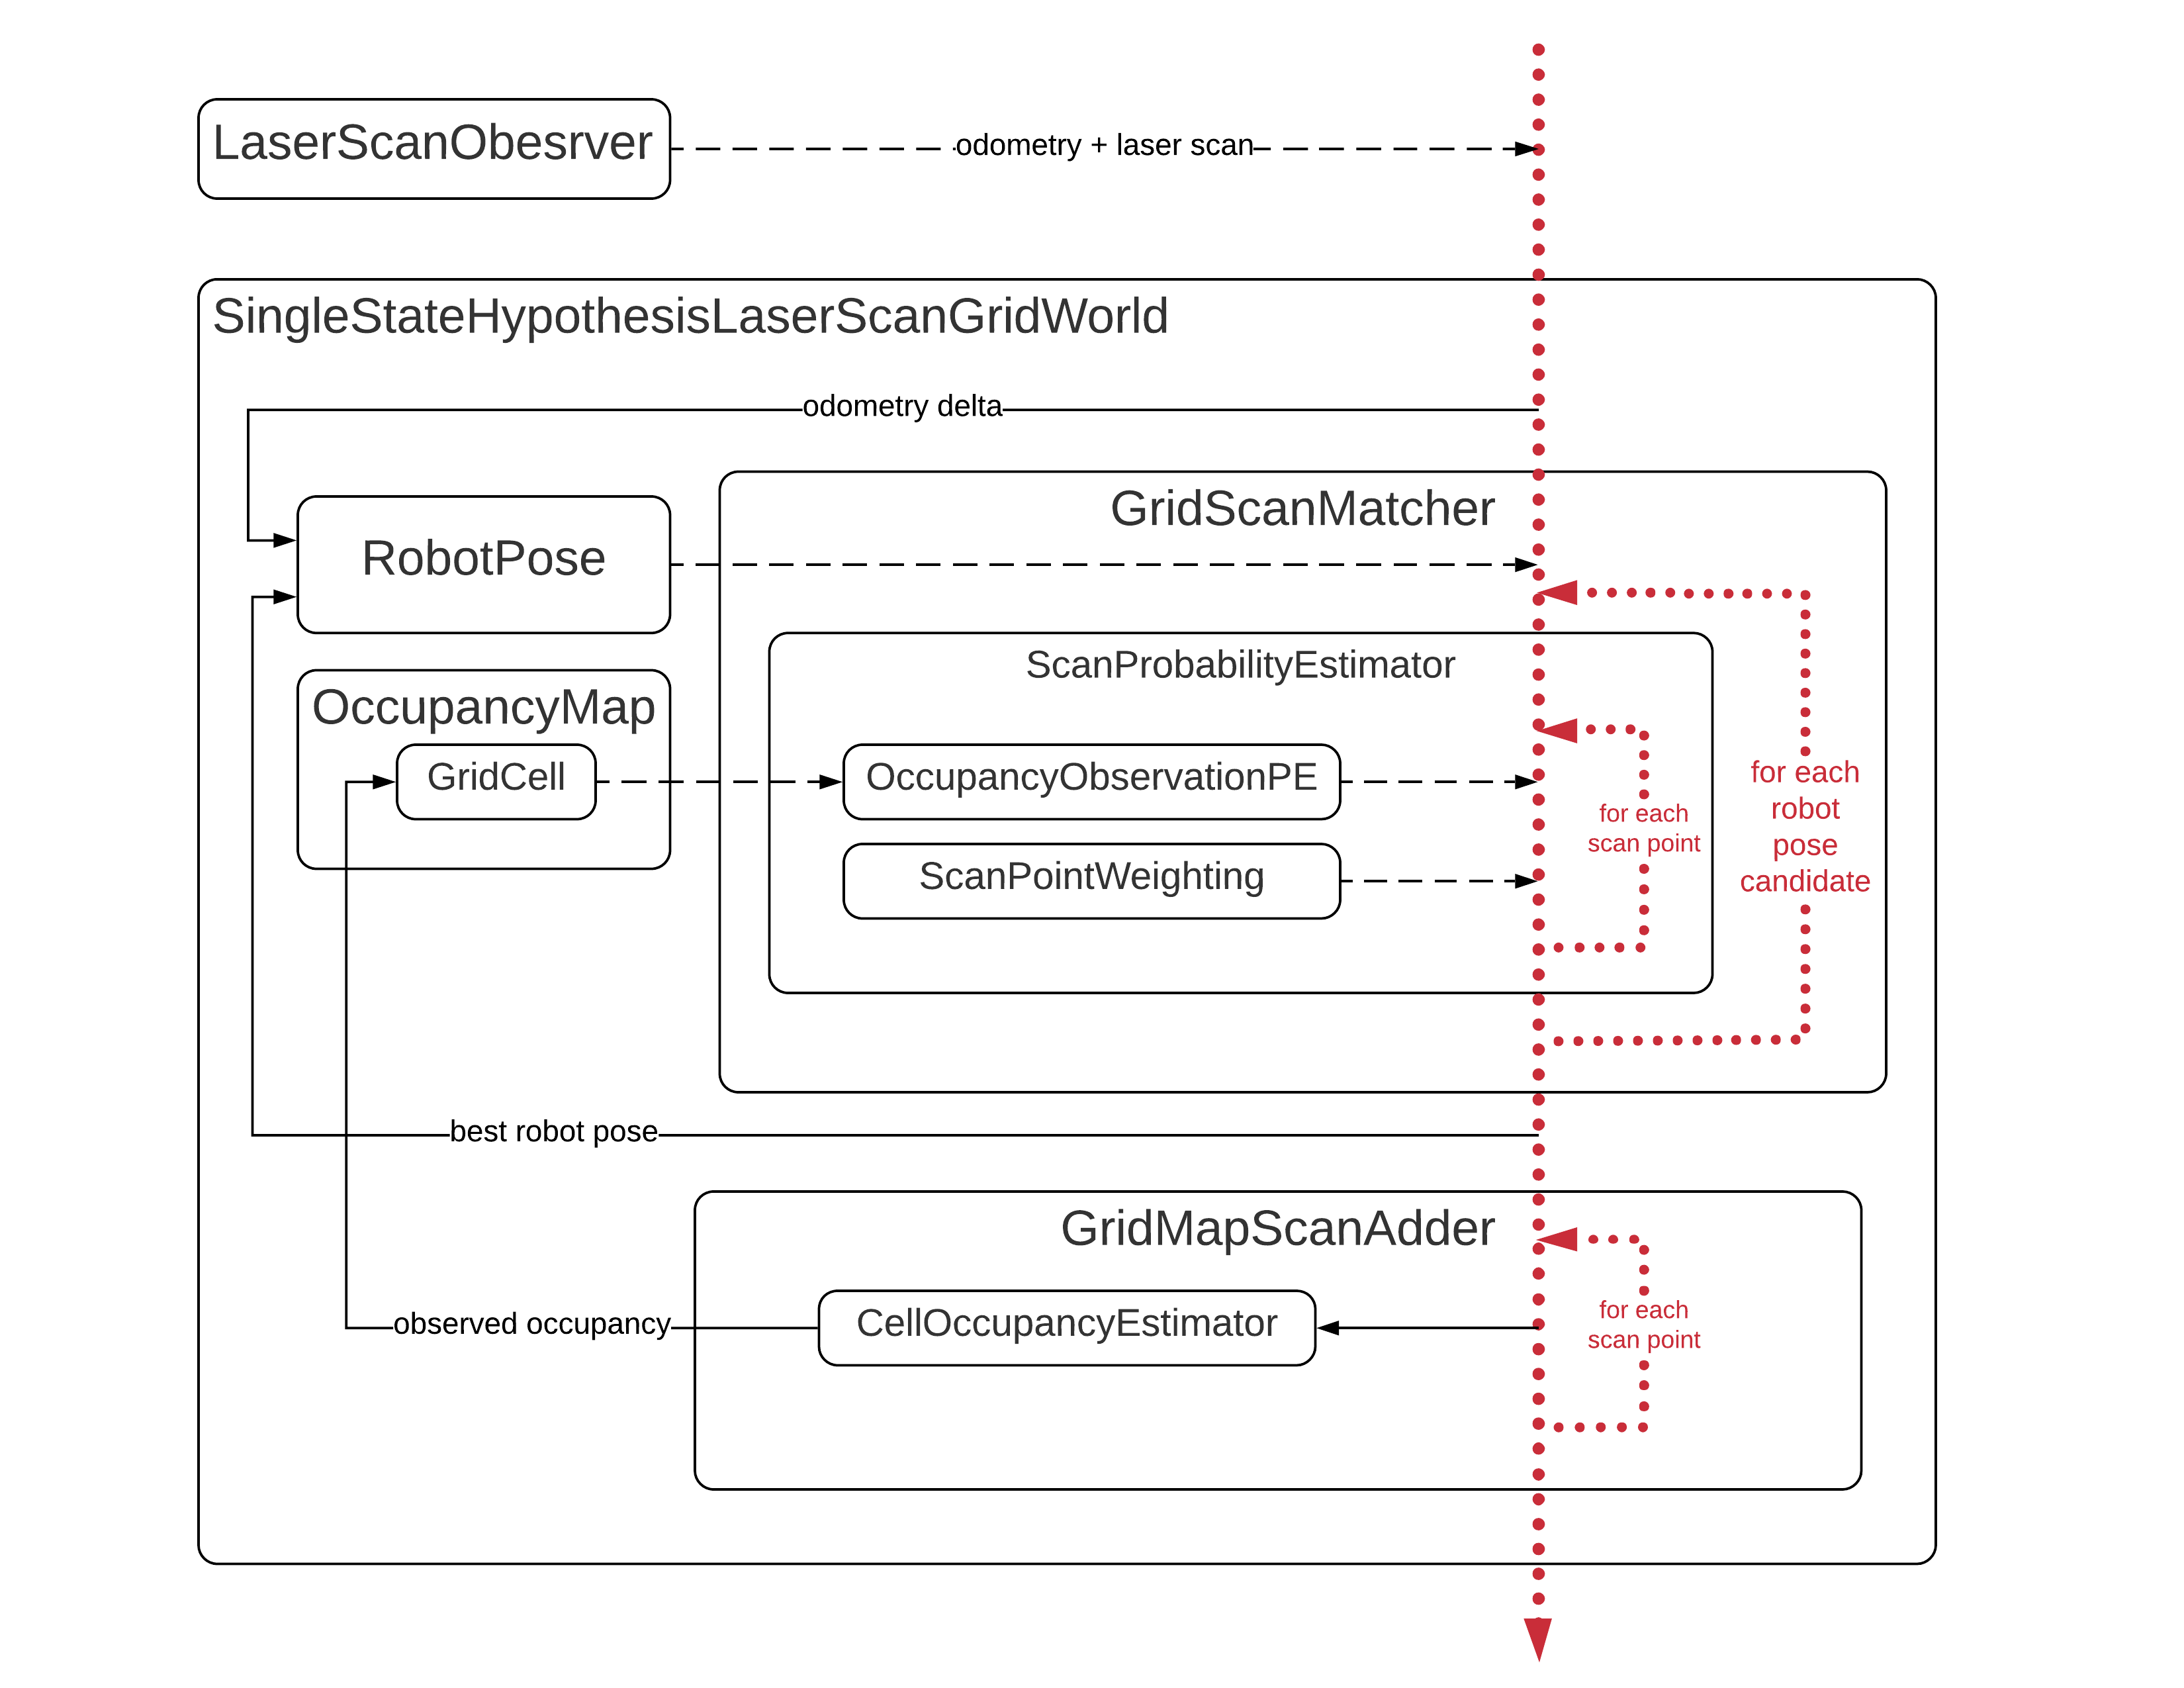 LaserScanObesrver
odometry + laser scan
SingleStateHypothesisLaserScanGridWorld
odometry delta
GridScanMatcher
RobotPose
ScanProbabilityEstimator
OccupancyMap
GridCell
OccupancyObservationPE
ScanPointWeighting
for each
scan point
for each
robot
pose
candidate
best robot pose
GridMapScanAdder
observed occupancy
CellOccupancyEstimator
for each
scan point